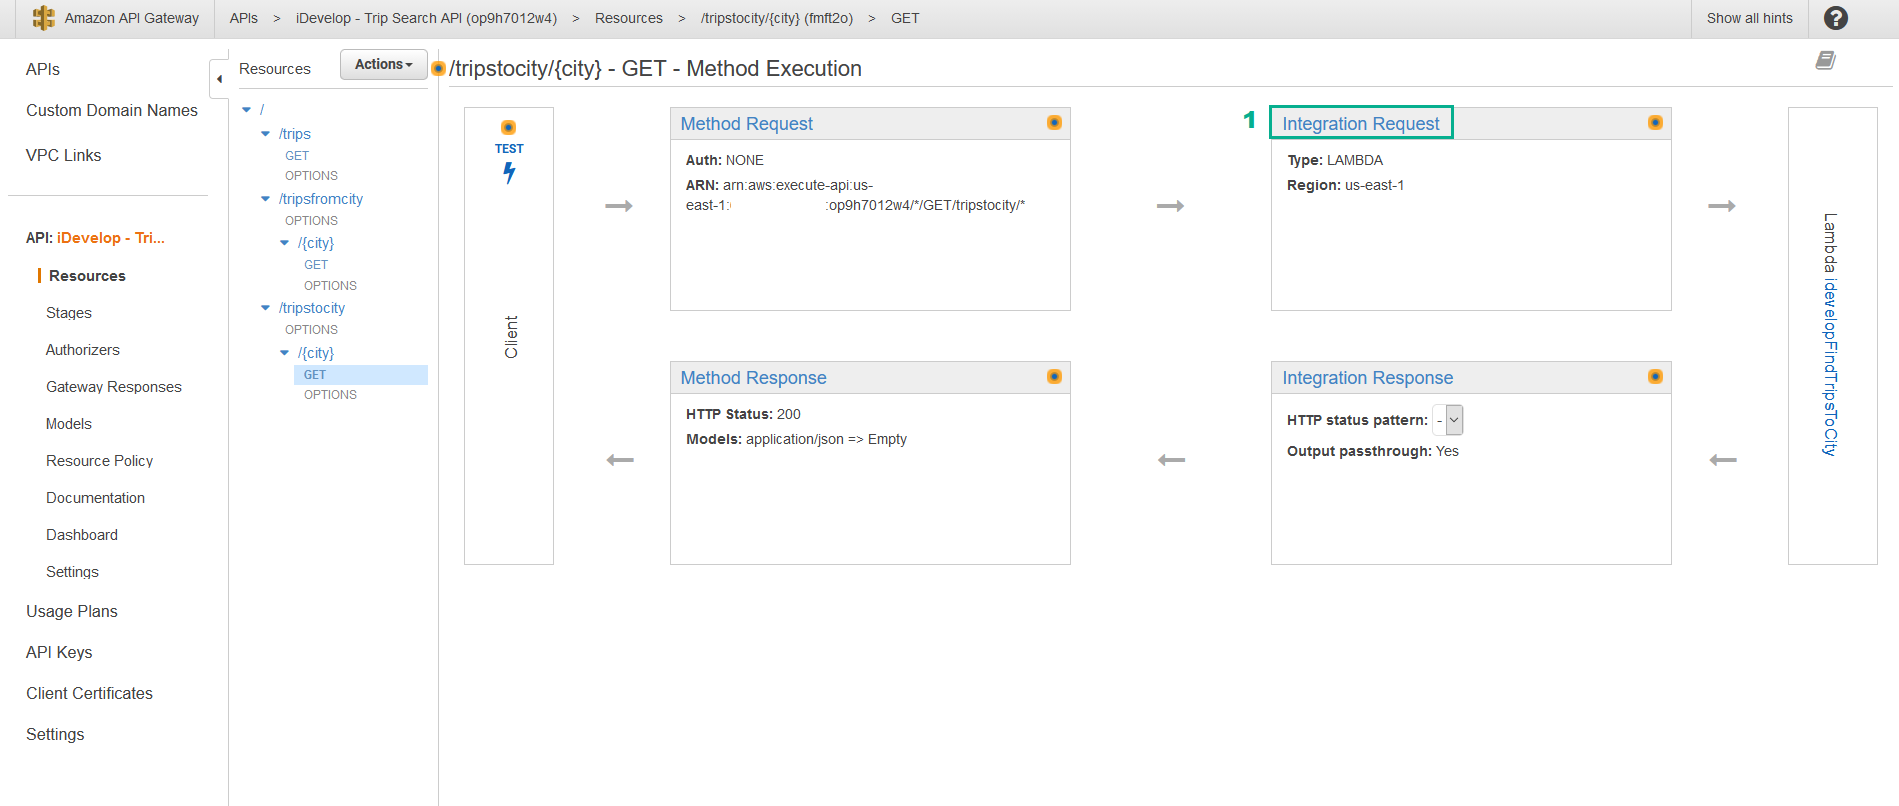 Amazon API Gateway
APIs > iDevelop - Trip Search API (op9h7012w4) > Resources > /tripstocity/{city} (fmft2o) > GET
Show all hints
?
APIs
Custom Domain Names
VPC Links
API: iDevelop - Tri...
Resources
Stages
Authorizers
Gateway Responses
Models
Resource Policy
Documentation
Dashboard
Settings
Usage Plans
API Keys
Client Certificates
Settings
Resources
Actions
/
/trips
GET
OPTIONS
/tripsfromcity
OPTIONS
/{city}
GET
OPTIONS
/tripstocity
OPTIONS
/{city}
GET
OPTIONS
/tripstocity/{city} - GET - Method Execution
TEST
Client
Method Request
Auth: NONE
ARN: arn:aws:execute-api:us-
east-1: :op9h7012w4/*/GET/tripstocity/*
1
Integration Request
Type: LAMBDA
Region: us-east-1
Lambda idevelopFindTripsToCity
Method Response
HTTP Status: 200
Models: application/json => Empty
Integration Response
HTTP status pattern: -
Output passthrough: Yes